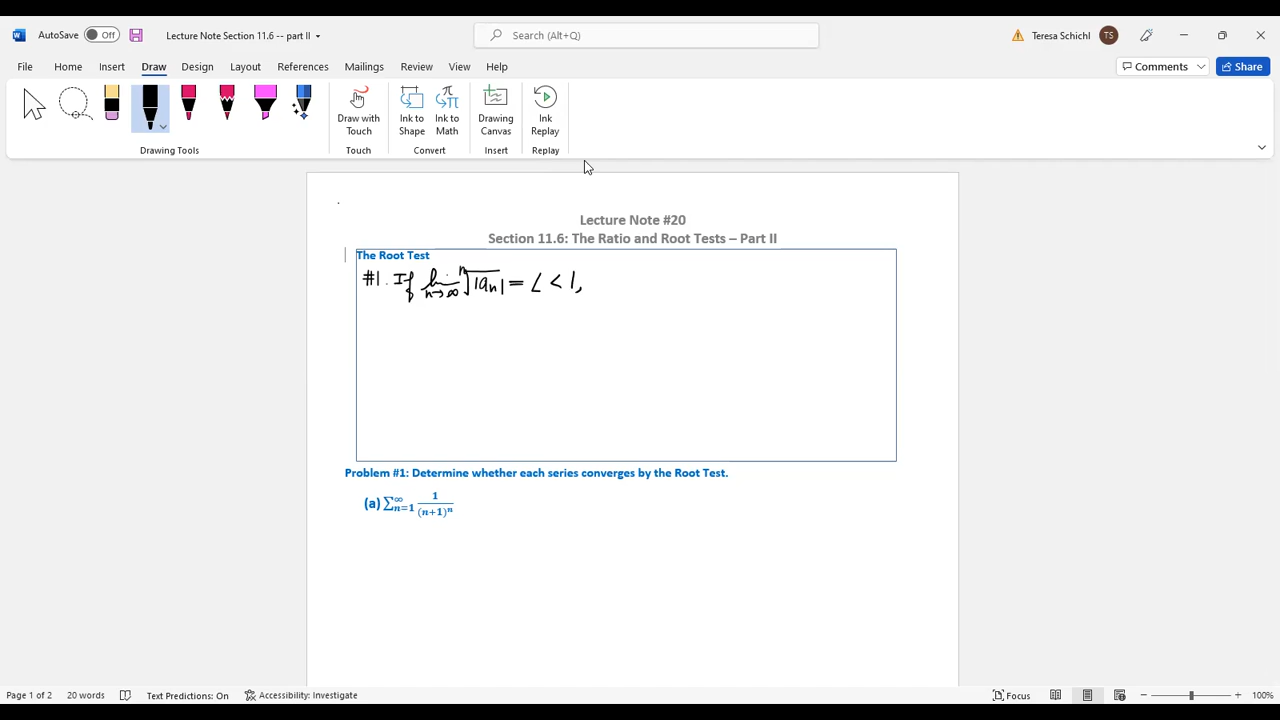 AutoSave Off Lecture Note Section 11.6 -- part II Search (Alt+Q) Teresa Schichl TS
File Home Insert Draw Design Layout References Mailings Review View Help Comments Share
Draw with Touch Ink to Shape Ink to Math Drawing Canvas Ink Replay
Drawing Tools Touch Convert Insert Replay
Lecture Note #20
Section 11.6: The Ratio and Root Tests – Part II
The Root Test
#1. If lim n→∞ ⁿ√|aₙ| = L < 1,
Problem #1: Determine whether each series converges by the Root Test.
(a) ∑_{n=1}^{∞} 1/(n+1)ⁿ
Page 1 of 2 20 words Text Predictions: On Accessibility: Investigate Focus 100%